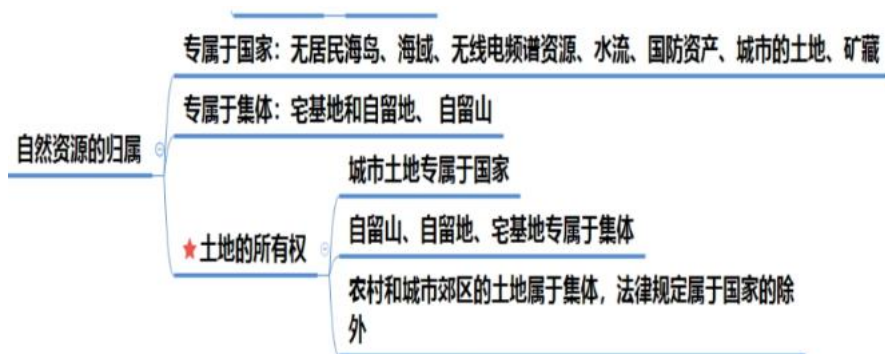 专属于国家：无居民海岛、海域、无线电频谱资源、水流、国防资产、城市的土地、矿藏
专属于集体：宅基地和自留地、自留山
自然资源的归属
城市土地专属于国家
自留山、自留地、宅基地专属于集体
★土地的所有权
农村和城市郊区的土地属于集体，法律规定属于国家的除
外